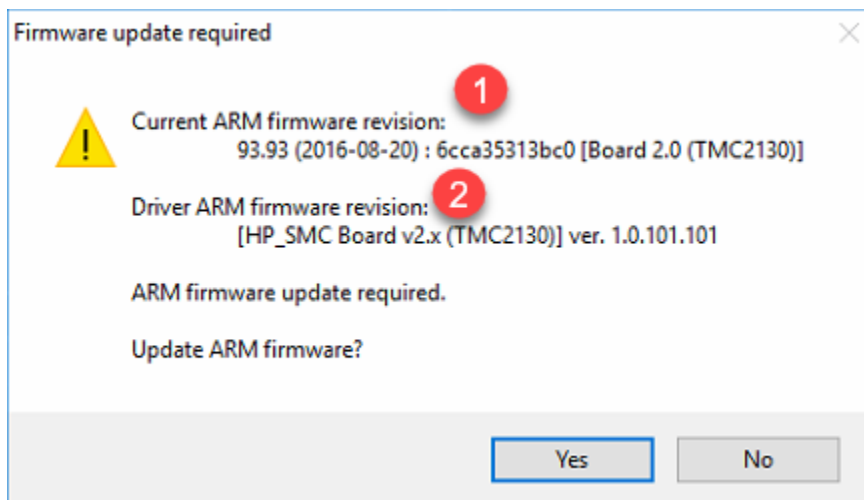 Firmware update required
1
Current ARM firmware revision:
93.93 (2016-08-20) : 6cca35313bc0 [Board 2.0 (TMC2130)]
2
Driver ARM firmware revision:
[HP_SMC Board v2.x (TMC2130)] ver. 1.0.101.101
ARM firmware update required.
Update ARM firmware?
Yes
No